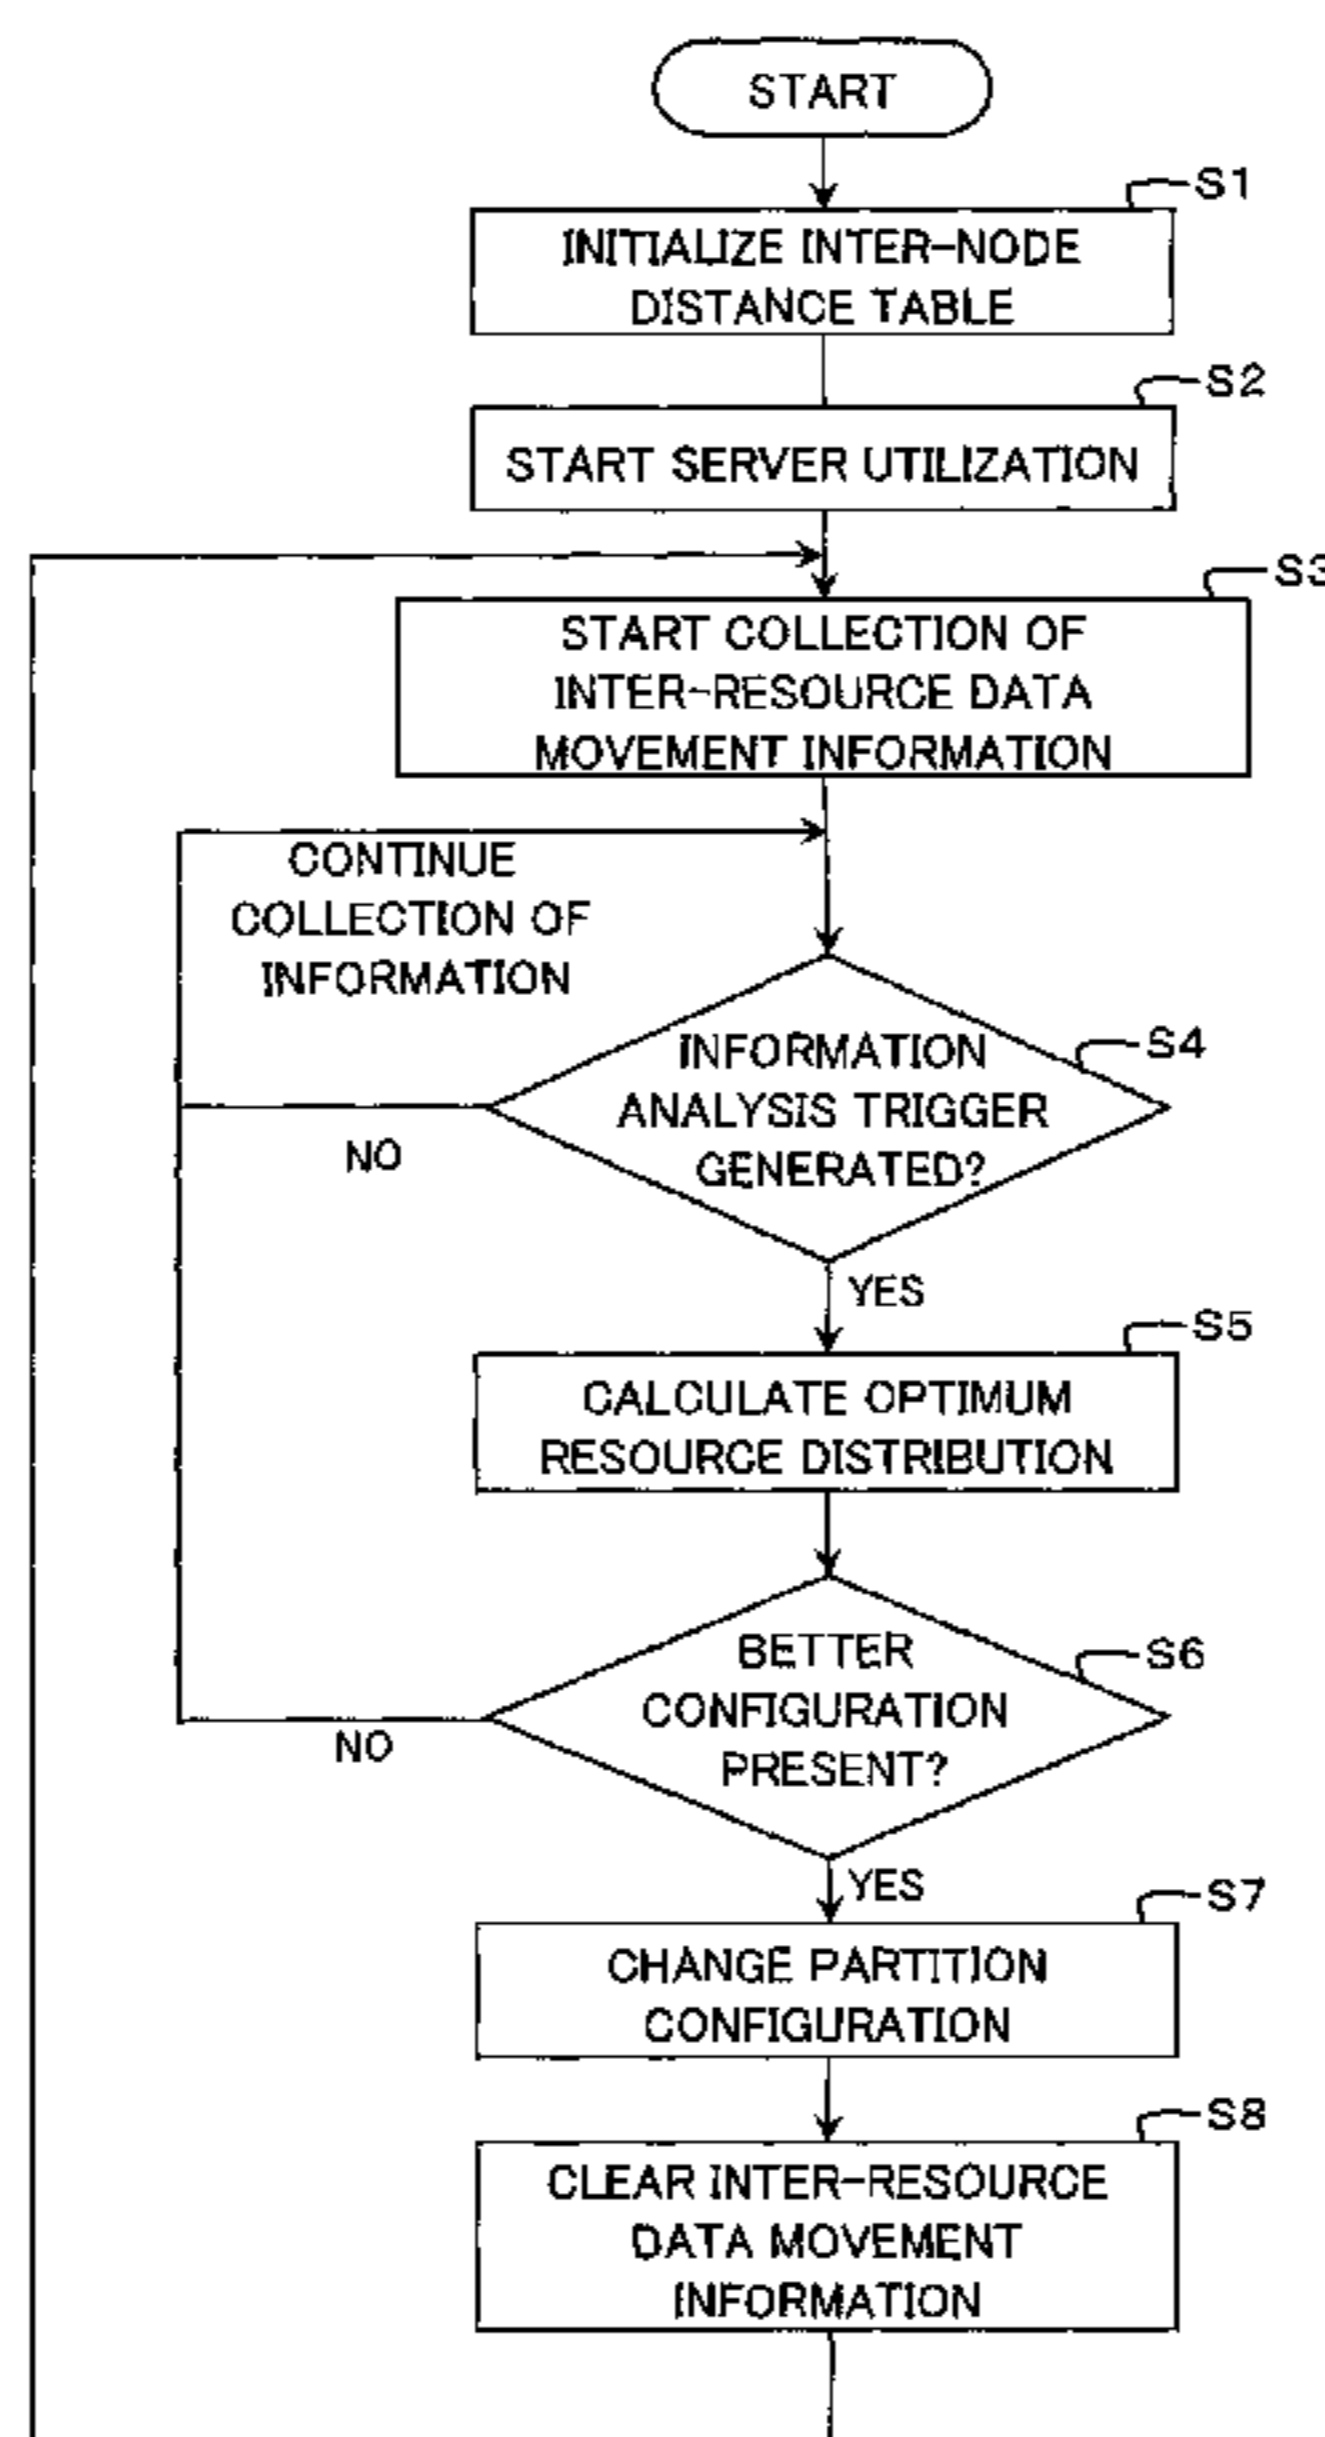 START
S1
INITIALIZE INTER-NODE
DISTANCE TABLE
S2
START SERVER UTILIZATION
S3
START COLLECTION OF
INTER-RESOURCE DATA
MOVEMENT INFORMATION
CONTINUE
COLLECTION OF
INFORMATION
S4
INFORMATION
ANALYSIS TRIGGER
GENERATED?
NO
YES
S5
CALCULATE OPTIMUM
RESOURCE DISTRIBUTION
S6
BETTER
CONFIGURATION
PRESENT?
NO
YES
S7
CHANGE PARTITION
CONFIGURATION
S8
CLEAR INTER-RESOURCE
DATA MOVEMENT
INFORMATION